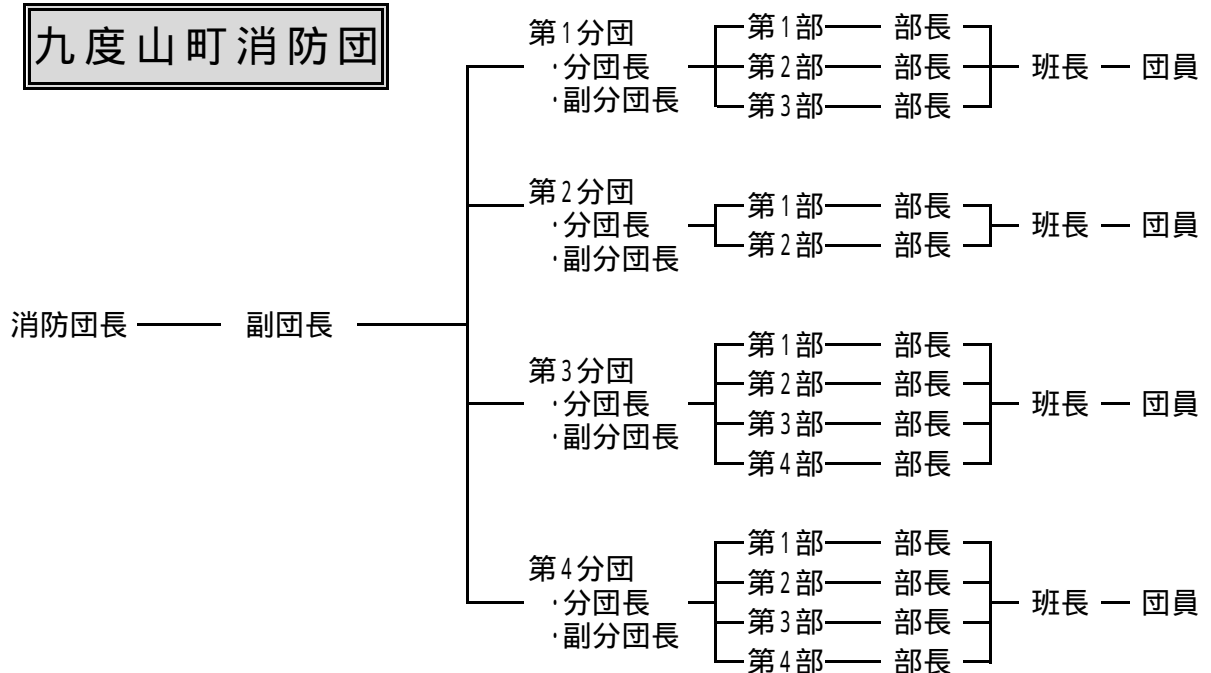 九度山町消防団
第1分団
・分団長
・副分団長
第1部 部長
第2部 部長
第3部 部長
班長 団員
第2分団
・分団長
・副分団長
第1部 部長
第2部 部長
班長 団員
消防団長 副団長
第3分団
・分団長
・副分団長
第1部 部長
第2部 部長
第3部 部長
第4部 部長
班長 団員
第4分団
・分団長
・副分団長
第1部 部長
第2部 部長
第3部 部長
第4部 部長
班長 団員